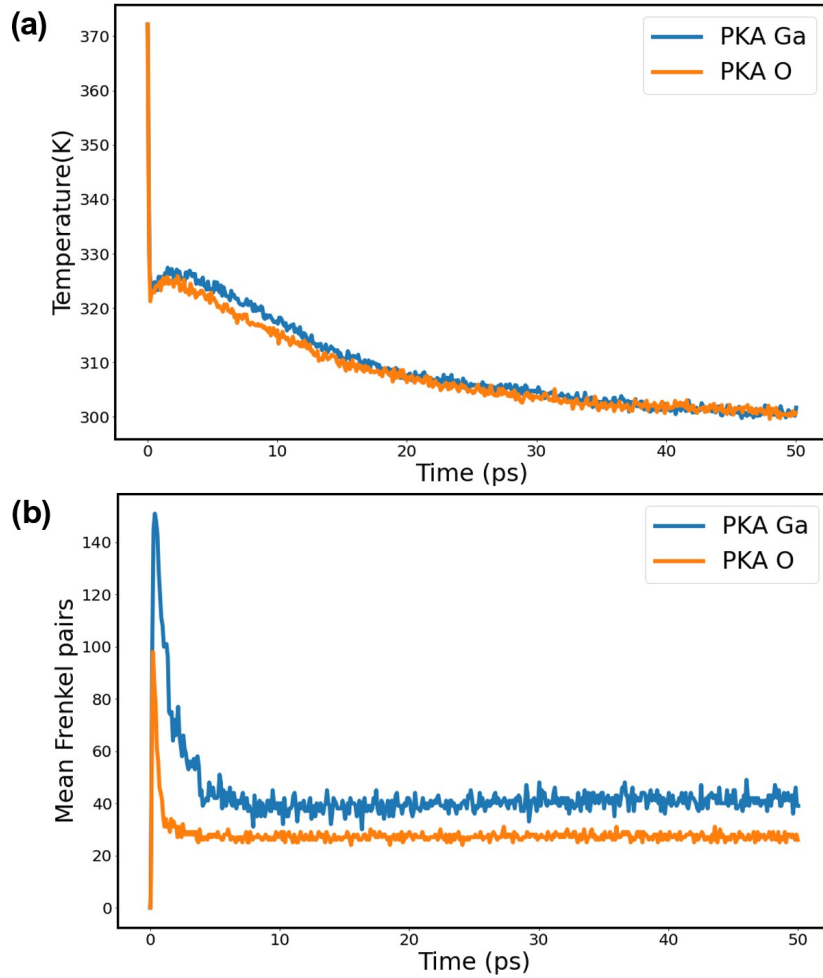 (a)
PKA Ga
PKA O
Temperature(K)
370
360
350
340
330
320
310
300
0 10 20 30 40 50
Time (ps)
(b)
PKA Ga
PKA O
Mean Frenkel pairs
140
120
100
80
60
40
20
0
0 10 20 30 40 50
Time (ps)